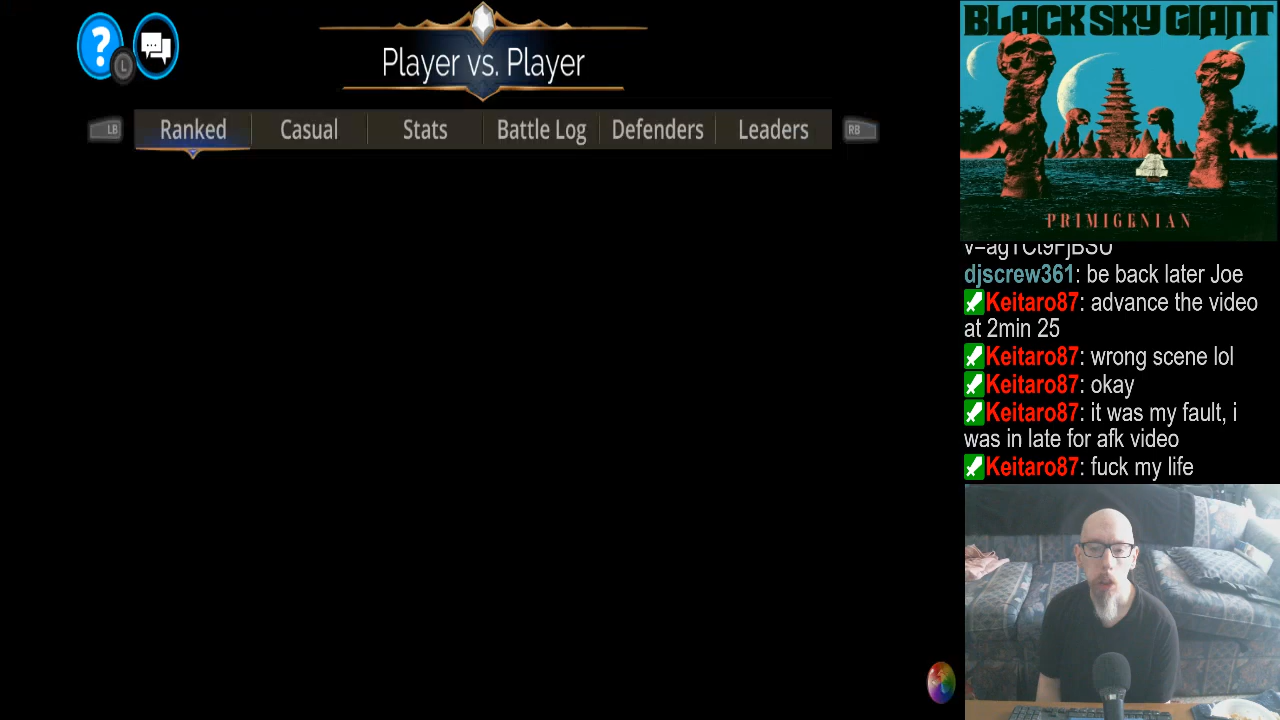 ?
L
Player vs. Player
LB
Ranked
Casual
Stats
Battle Log
Defenders
Leaders
RB
BLACK SKY GIANT
PRIMIGENIAN
djscrew361: be back later Joe
Keitaro87: advance the video
at 2min 25
Keitaro87: wrong scene lol
Keitaro87: okay
Keitaro87: it was my fault, i
was in late for afk video
Keitaro87: fuck my life